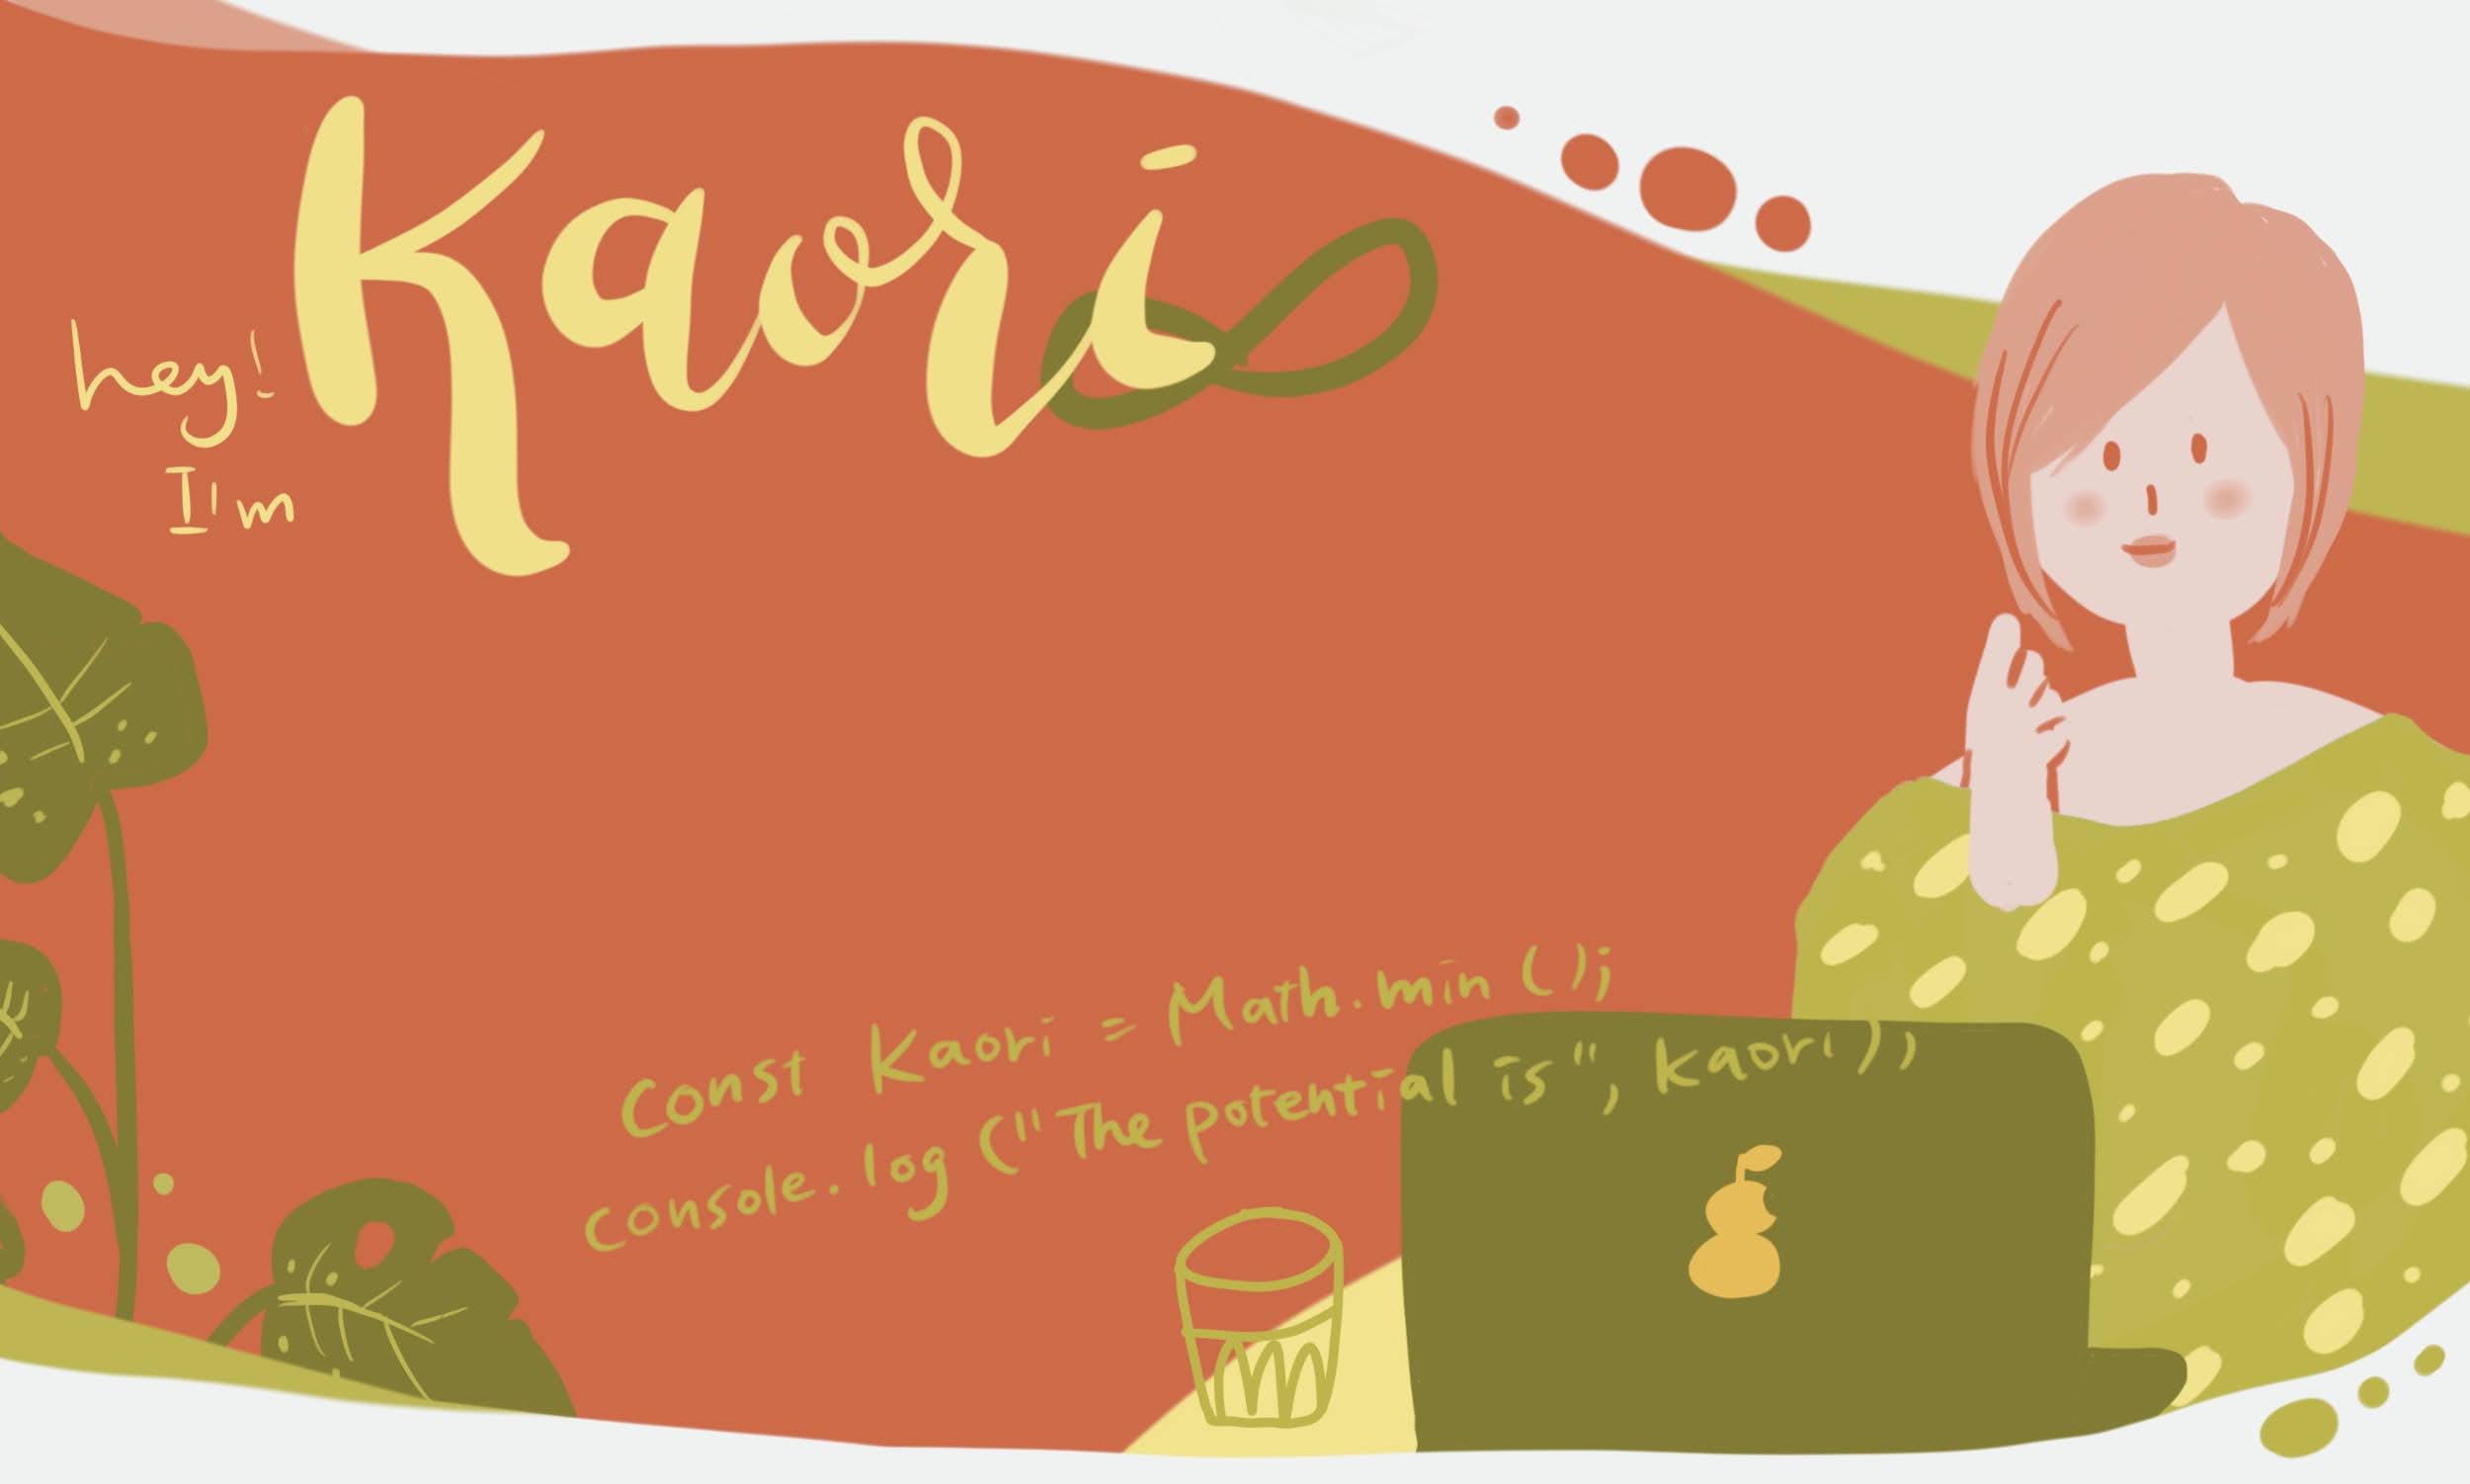 hey!
I'm
Kaori
Const Kaori = Math.min ();
console.log ("The potential is", Kaori))